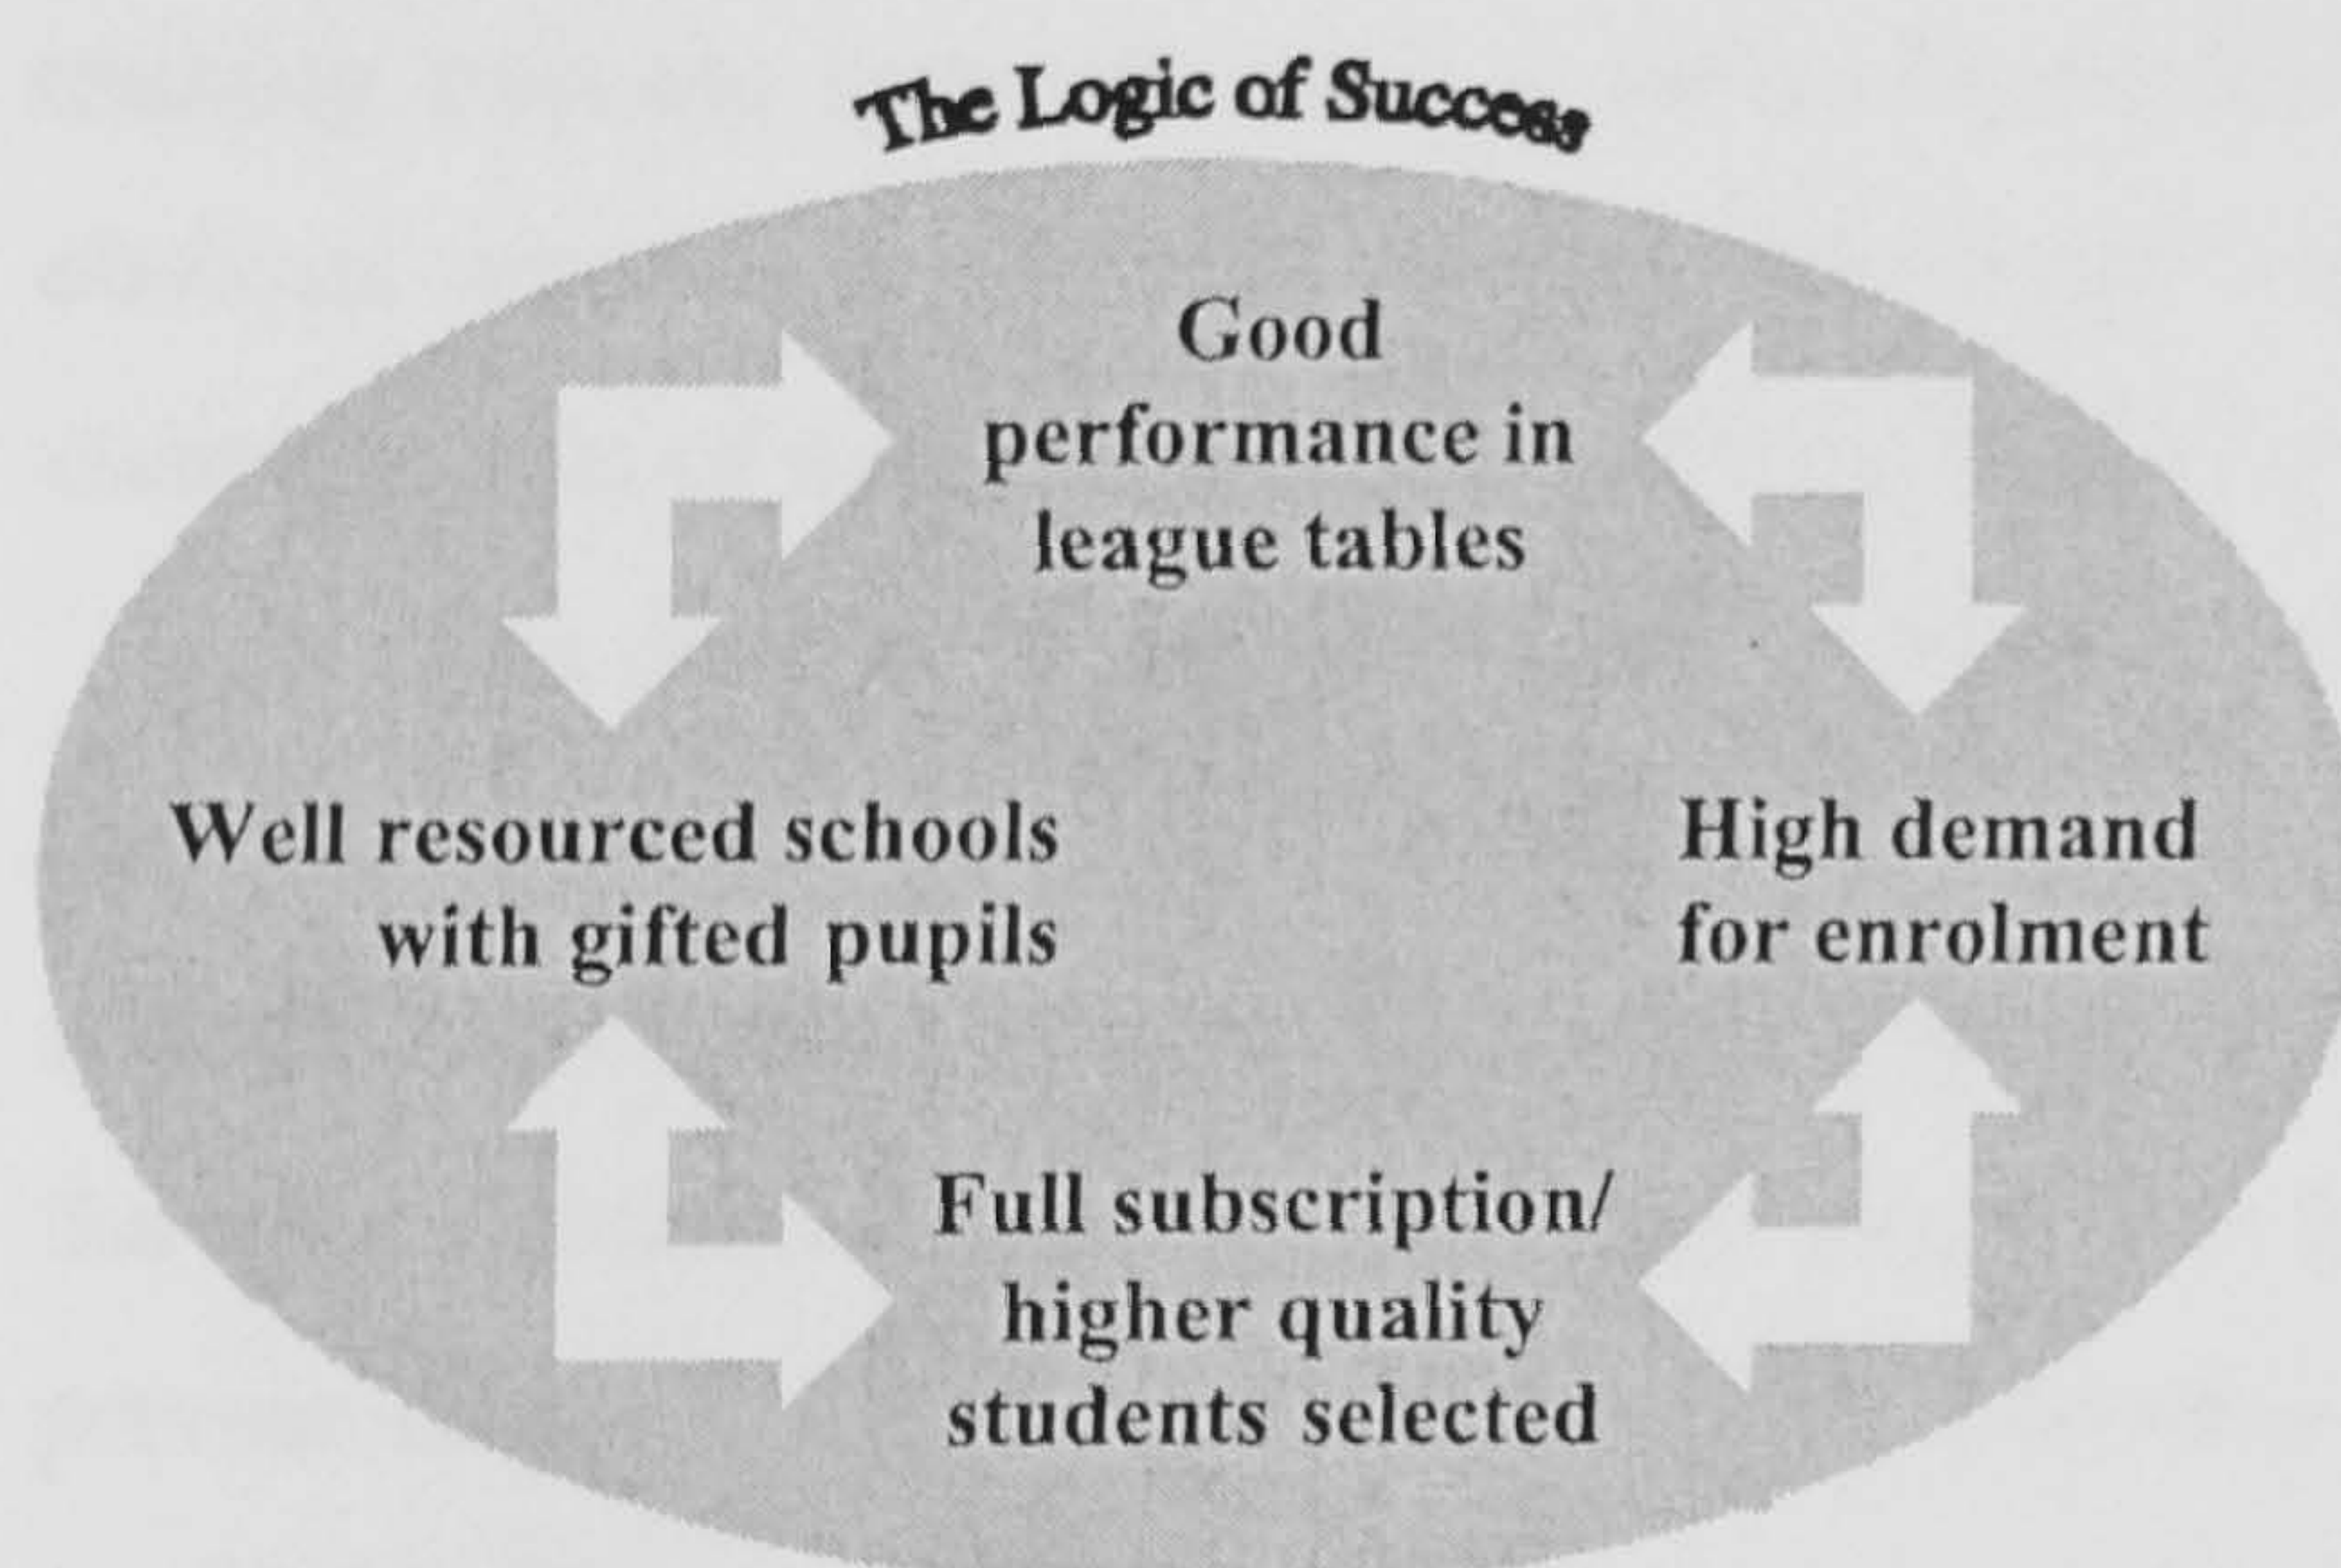 The Logic of Success
Good
performance in
league tables
Well resourced schools
with gifted pupils
High demand
for enrolment
Full subscription/
higher quality
students selected